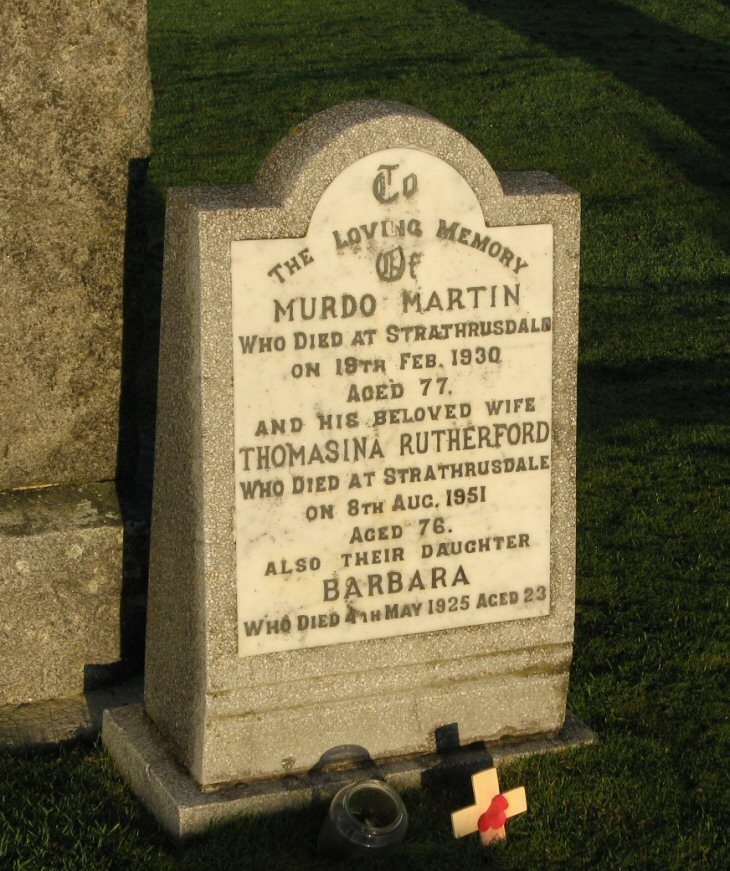 To
The Loving Memory
Of
MURDO MARTIN
WHO DIED AT STRATHRUSDALE
ON 19TH FEB. 1930
AGED 77.
AND HIS BELOVED WIFE
THOMASINA RUTHERFORD
WHO DIED AT STRATHRUSDALE
ON 8TH AUG. 1951
AGED 76.
ALSO THEIR DAUGHTER
BARBARA
WHO DIED 4TH MAY 1925 AGED 23